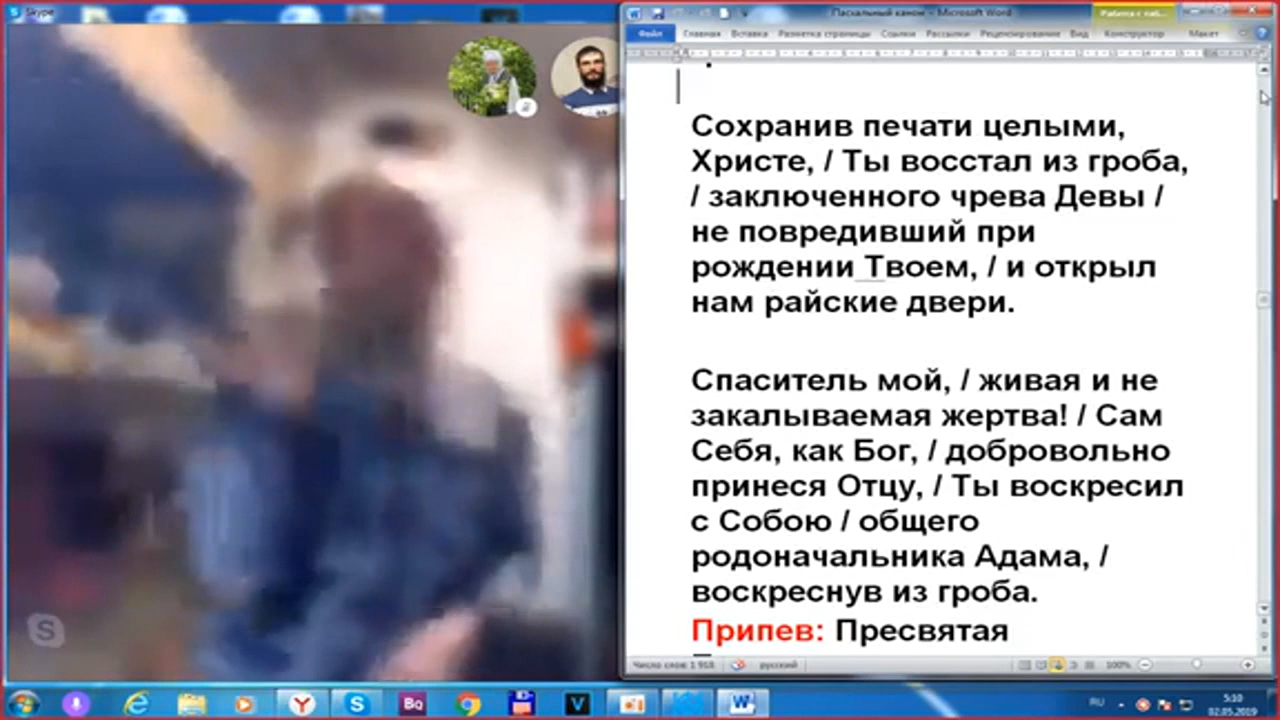 Skype
Пасхальный канон - Microsoft Word
Файл Главная Вставка Разметка страницы Ссылки Рассылки Рецензирование Вид Конструктор Макет
Сохранив печати целыми,
Христе, / Ты восстал из гроба,
/ заключенного чрева Девы /
не повредивший при
рождении Твоем, / и открыл
нам райские двери.
Спаситель мой, / живая и не
закалываемая жертва! / Сам
Себя, как Бог, / добровольно
принеся Отцу, / Ты воскресил
с Собою / общего
родоначальника Адама, /
воскреснув из гроба.
Припев: Пресвятая
Число слов: 1 918 русский 100%
RU 5:10
02.05.2019